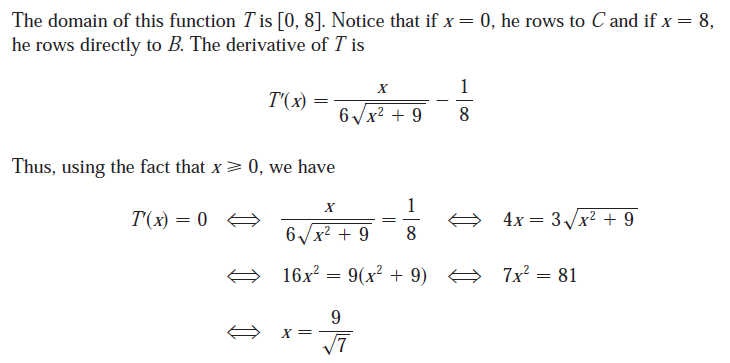 The domain of this function T is [0, 8]. Notice that if x = 0, he rows to C and if x = 8,
he rows directly to B. The derivative of T is
T′(x) = x / (6√(x² + 9)) − 1/8
Thus, using the fact that x ≥ 0, we have
T′(x) = 0 ⇔ x / (6√(x² + 9)) = 1/8 ⇔ 4x = 3√(x² + 9)
⇔ 16x² = 9(x² + 9) ⇔ 7x² = 81
⇔ x = 9/√7